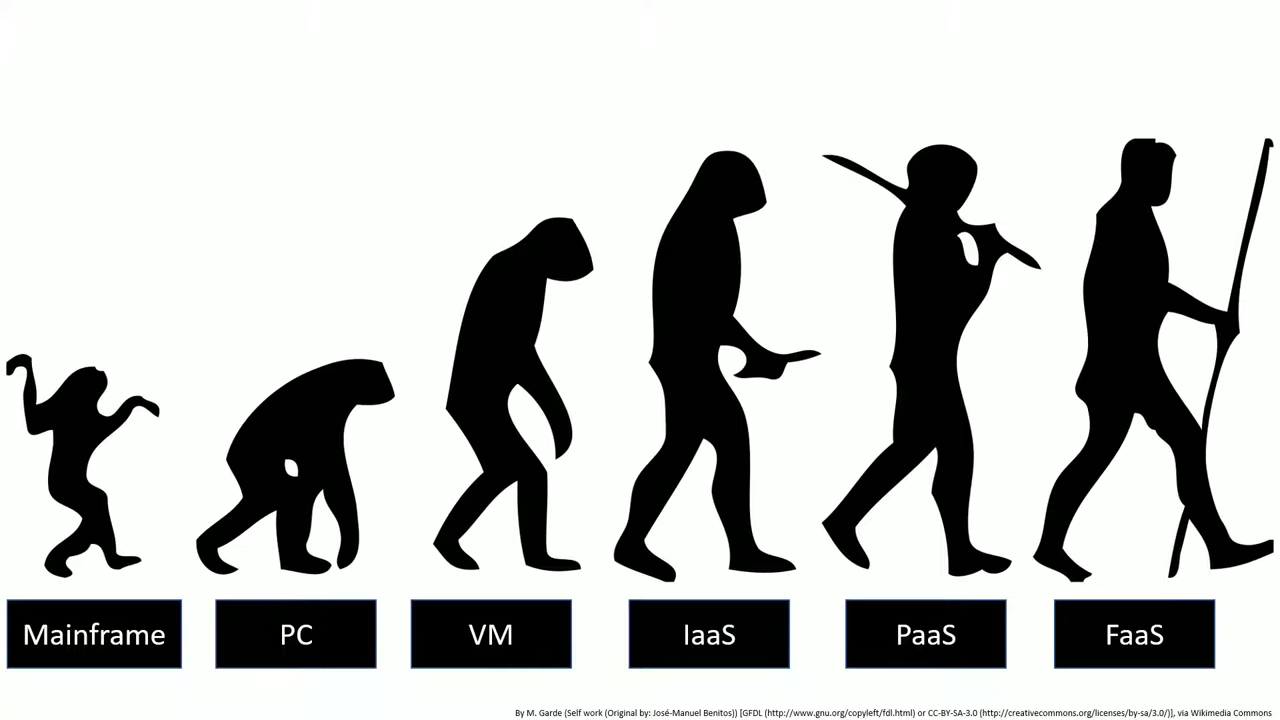 Mainframe
PC
VM
IaaS
PaaS
FaaS
By M. Garde (Self work (Original by: José-Manuel Benitos)) [GFDL (http://www.gnu.org/copyleft/fdl.html) or CC-BY-SA-3.0 (http://creativecommons.org/licenses/by-sa/3.0/)], via Wikimedia Commons